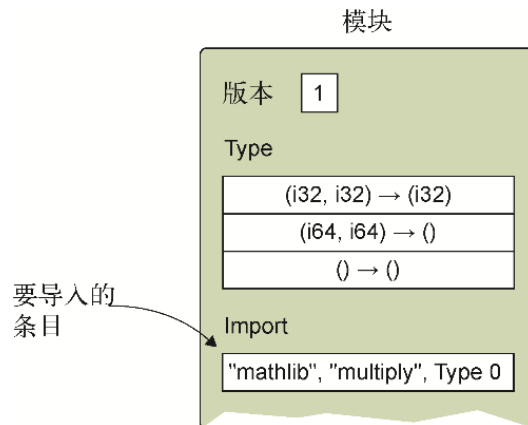 模块
版本 1
Type
(i32, i32) → (i32)
(i64, i64) → ()
() → ()
要导入的
条目
Import
"mathlib", "multiply", Type 0